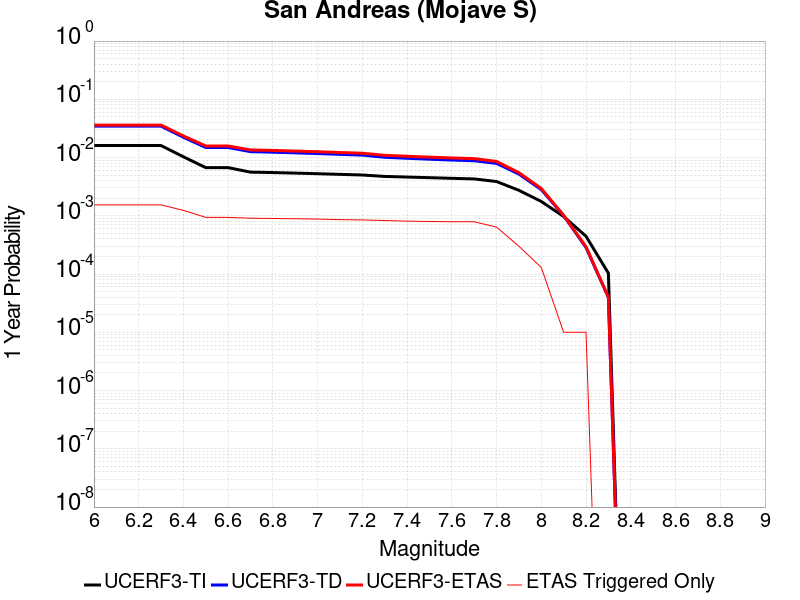 San Andreas (Mojave S)
10^0
10^-1
10^-2
10^-3
10^-4
10^-5
10^-6
10^-7
10^-8
1 Year Probability
6 6.2 6.4 6.6 6.8 7 7.2 7.4 7.6 7.8 8 8.2 8.4 8.6 8.8 9
Magnitude
UCERF3-TI UCERF3-TD UCERF3-ETAS ETAS Triggered Only